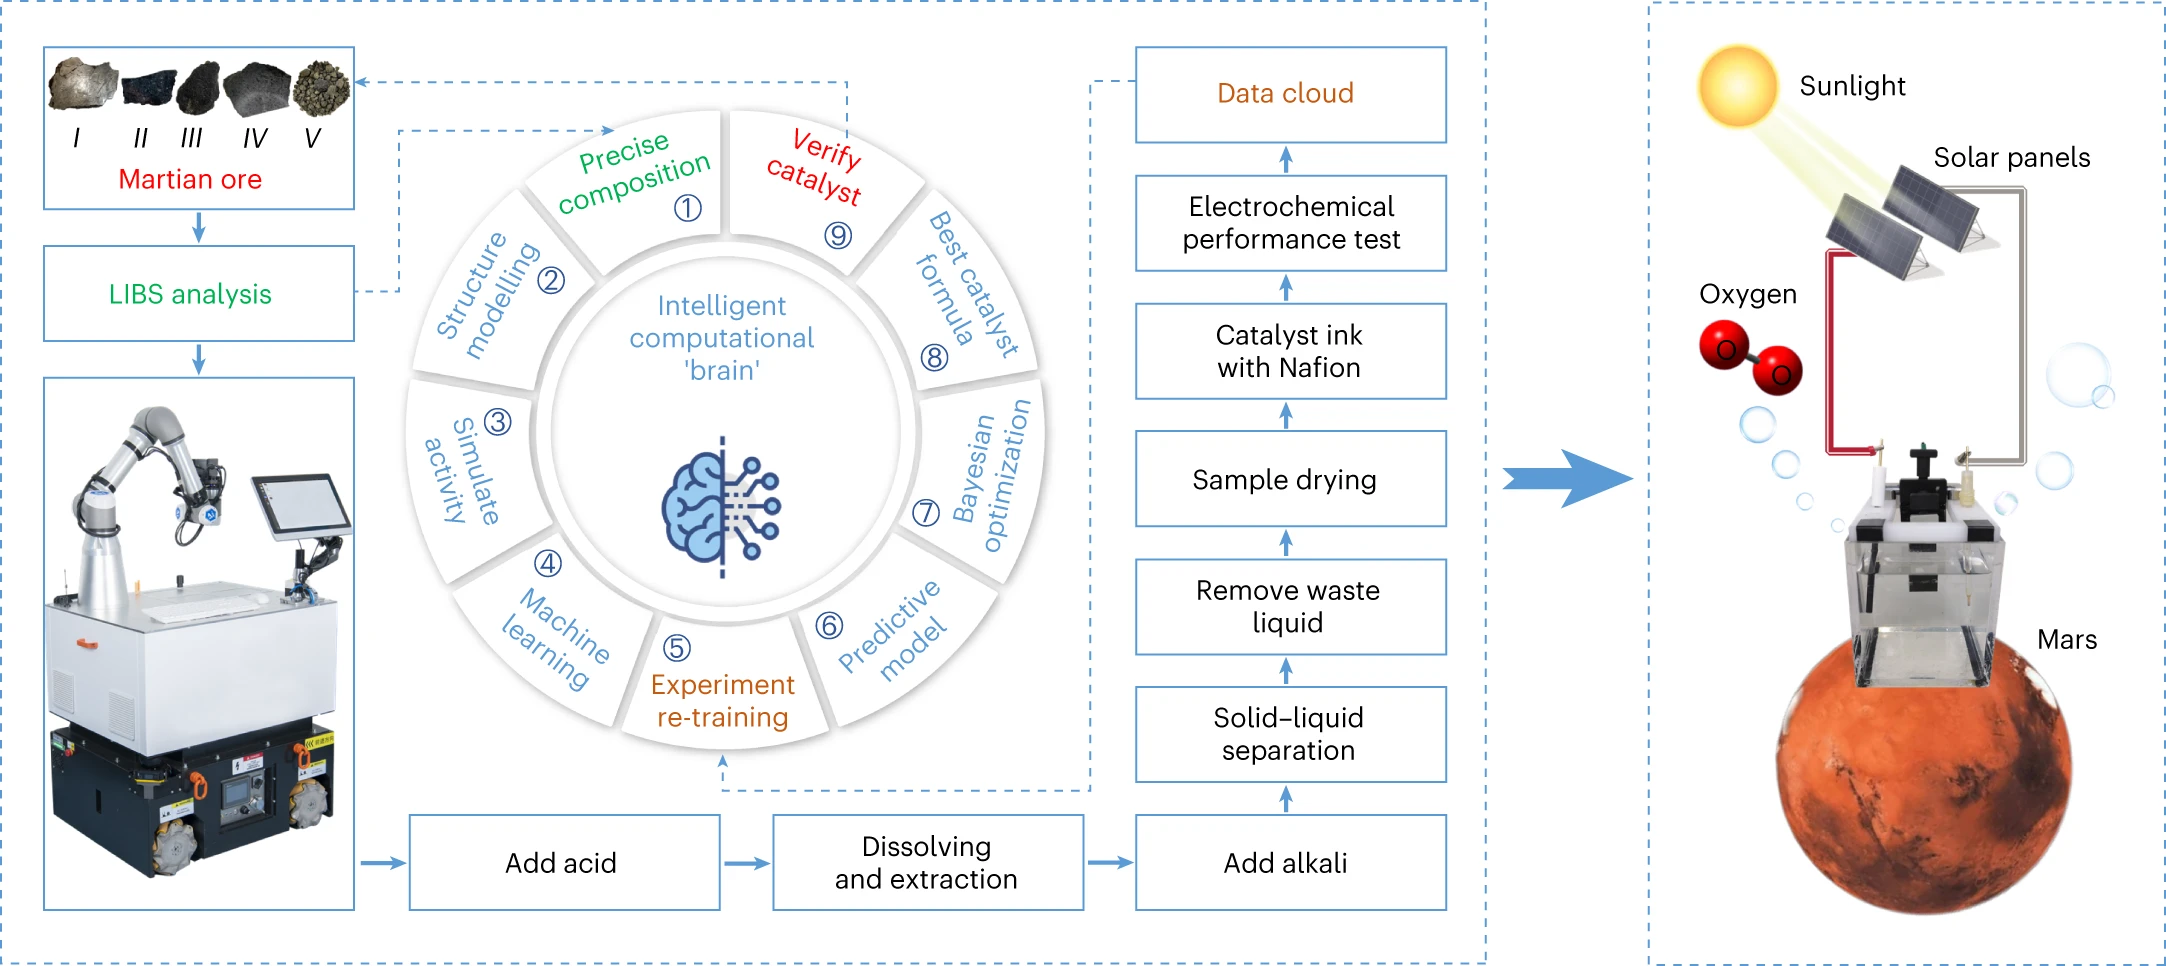 I II III IV V
Martian ore
LIBS analysis
Precise
composition
①
Structure
modelling
②
Simulate
activity
③
Machine
learning
④
Experiment
re-training
⑤
Predictive
model
⑥
Bayesian
optimization
⑦
Best catalyst
formula
⑧
Verify
catalyst
⑨
Intelligent
computational
'brain'
Add acid
Dissolving
and extraction
Add alkali
Solid–liquid
separation
Remove waste
liquid
Sample drying
Catalyst ink
with Nafion
Electrochemical
performance test
Data cloud
Sunlight
Solar panels
Oxygen
O
O
Mars